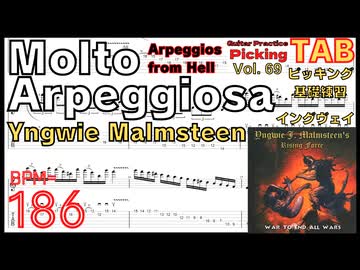 Molto
Arpeggiosa
Arpeggios
from Hell
Guitar Practice
Picking
Vol. 69
TAB
ピッキング
基礎練習
イングヴェイ
Yngwie Malmsteen
BPM=
186
Yngwie J. Malmsteen's
Rising Force
WAR TO END ALL WARS